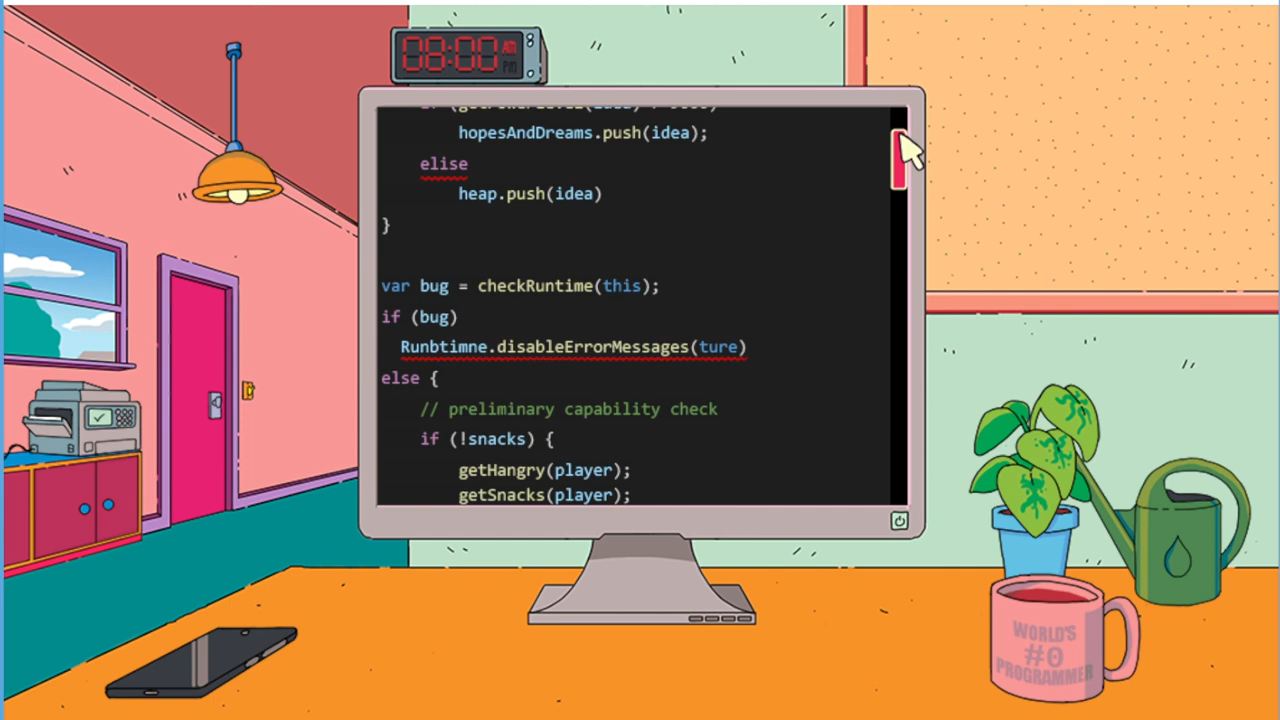 08:00 AM
PM
hopesAndDreams.push(idea);
elise
heap.push(idea)
}
var bug = checkRuntime(this);
if (bug)
Runbtimne.disableErrorMessages(ture)
else {
// preliminary capability check
if (!snacks) {
getHangry(player);
getSnacks(player);
WORLD'S
#0
PROGRAMMER